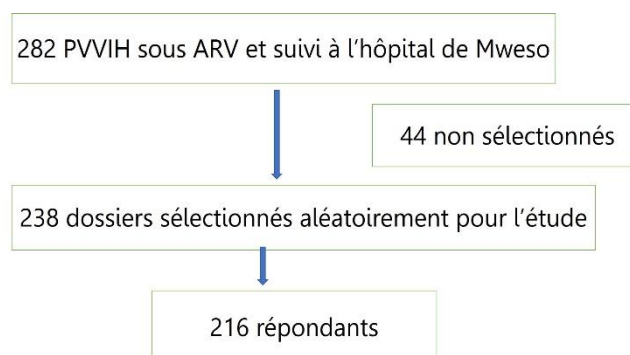 282 PVVIH sous ARV et suivi à l’hôpital de Mweso
44 non sélectionnés
238 dossiers sélectionnés aléatoirement pour l’étude
216 répondants